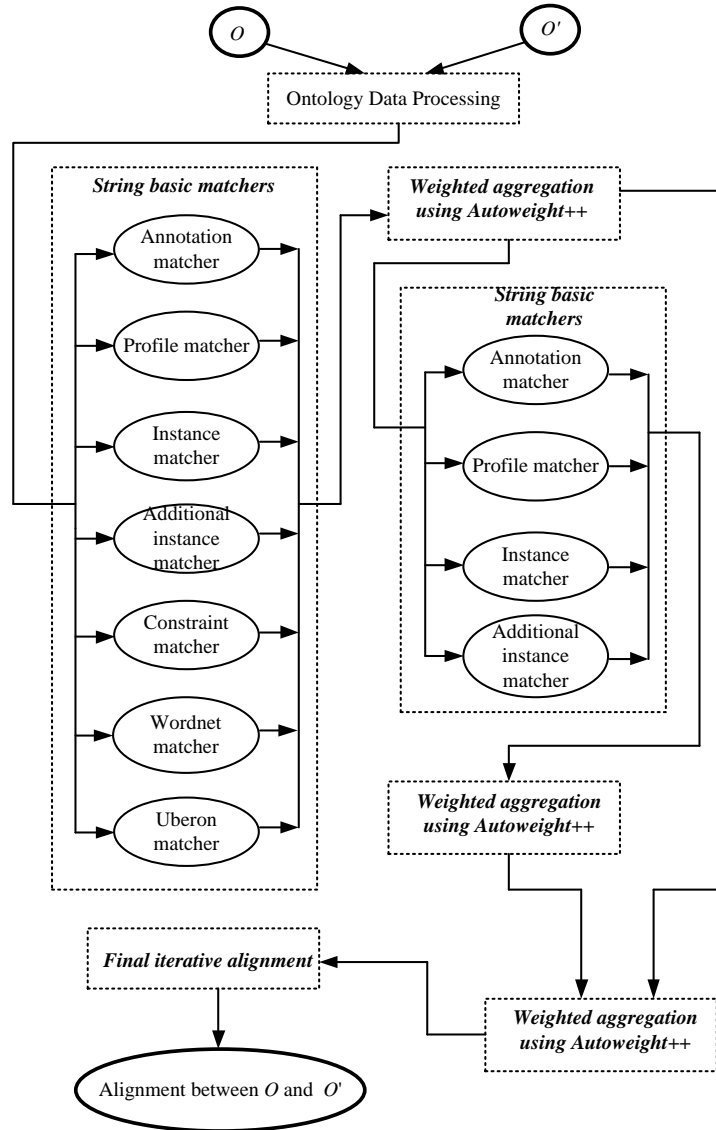 O
O'
Ontology Data Processing
String basic matchers
Annotation
matcher
Profile matcher
Instance
matcher
Additional
instance
matcher
Constraint
matcher
Wordnet
matcher
Uberon
matcher
Weighted aggregation
using Autoweight++
String basic
matchers
Annotation
matcher
Profile matcher
Instance
matcher
Additional
instance
matcher
Weighted aggregation
using Autoweight++
Weighted aggregation
using Autoweight++
Final iterative alignment
Alignment between O and O'